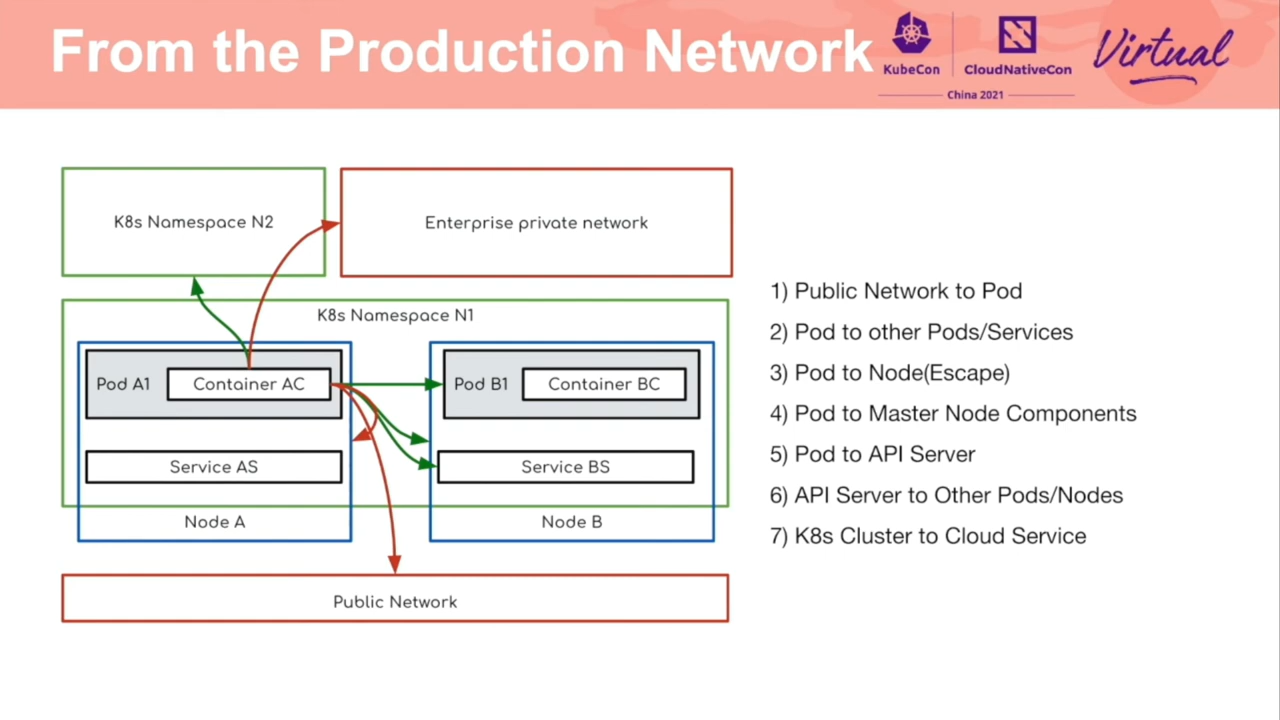 From the Production Network
KubeCon
CloudNativeCon
Virtual
China 2021
K8s Namespace N2
Enterprise private network
K8s Namespace N1
Pod A1
Container AC
Pod B1
Container BC
Service AS
Service BS
Node A
Node B
Public Network
1) Public Network to Pod
2) Pod to other Pods/Services
3) Pod to Node(Escape)
4) Pod to Master Node Components
5) Pod to API Server
6) API Server to Other Pods/Nodes
7) K8s Cluster to Cloud Service